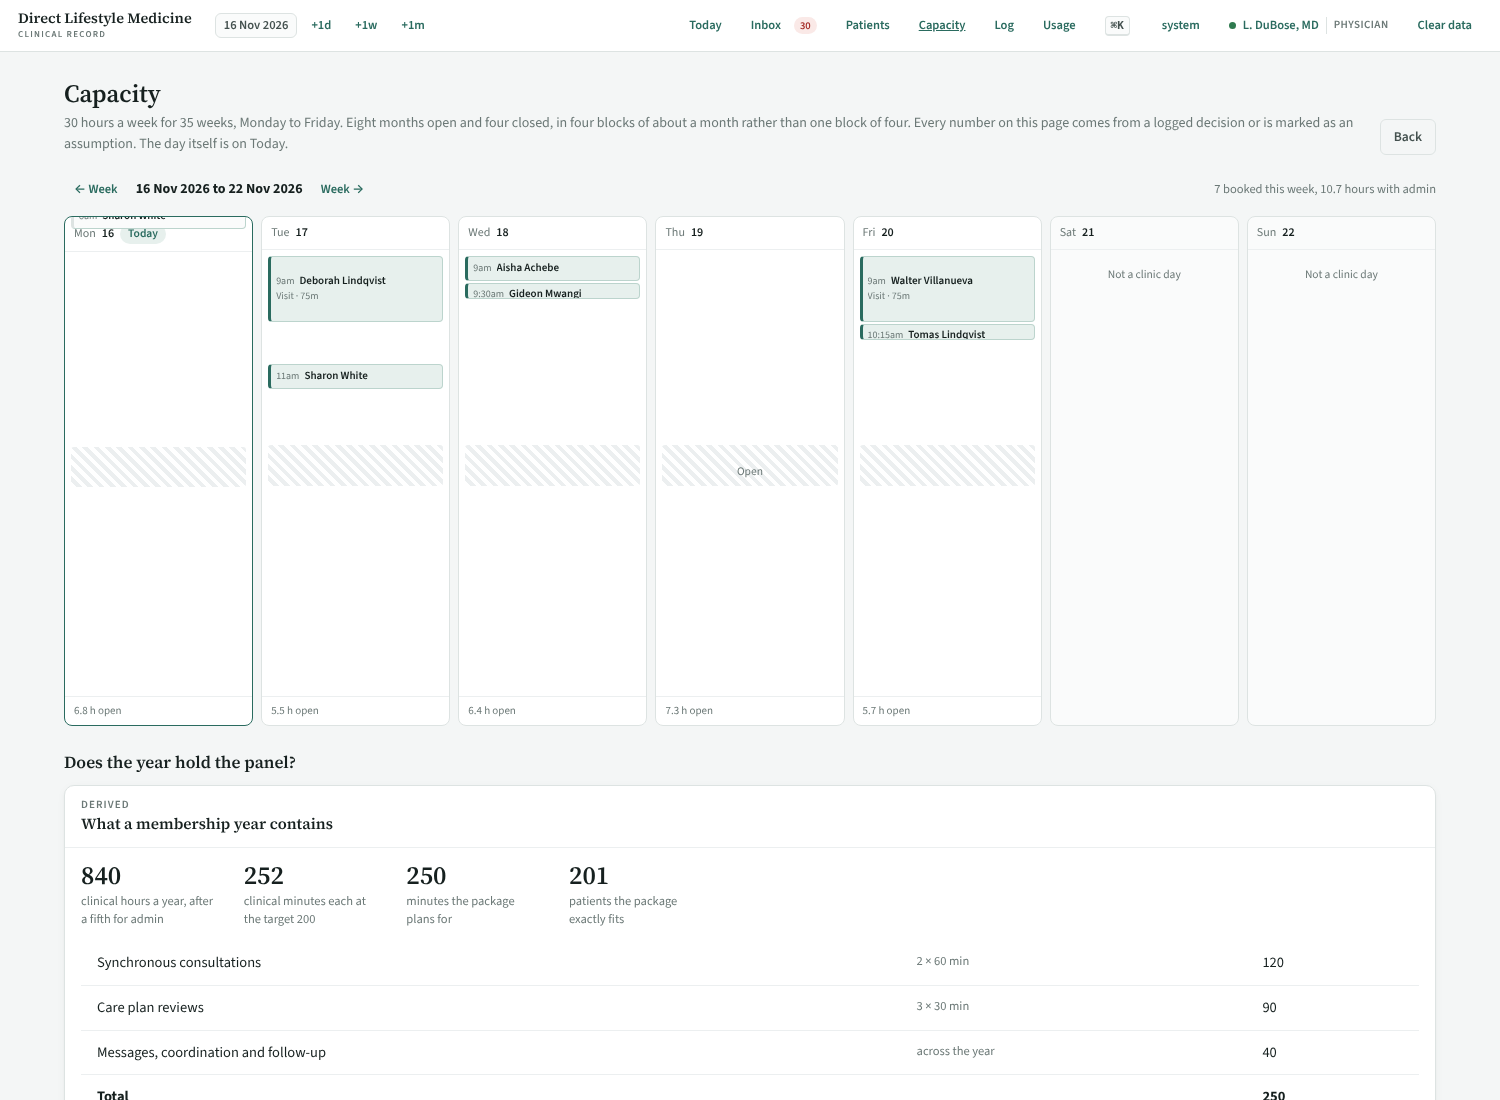 Direct Lifestyle Medicine
CLINICAL RECORD
16 Nov 2026
+1d
+1w
+1m
Today
Inbox 30
Patients
Capacity
Log
Usage
⌘K
system
L. DuBose, MD
PHYSICIAN
Clear data
Capacity
30 hours a week for 35 weeks, Monday to Friday. Eight months open and four closed, in four blocks of about a month rather than one block of four. Every number on this page comes from a logged decision or is marked as an
assumption. The day itself is on Today.
Back
← Week
16 Nov 2026 to 22 Nov 2026
Week →
7 booked this week, 10.7 hours with admin
Sharon White
Mon 16 Today
6.8 h open
Tue 17
9am Deborah Lindqvist
Visit · 75m
11am Sharon White
5.5 h open
Wed 18
9am Aisha Achebe
9:30am Gideon Mwangi
6.4 h open
Thu 19
Open
7.3 h open
Fri 20
9am Walter Villanueva
Visit · 75m
10:15am Tomas Lindqvist
5.7 h open
Sat 21
Not a clinic day
Sun 22
Not a clinic day
Does the year hold the panel?
DERIVED
What a membership year contains
840
clinical hours a year, after
a fifth for admin
252
clinical minutes each at
the target 200
250
minutes the package
plans for
201
patients the package
exactly fits
Synchronous consultations 2 × 60 min 120
Care plan reviews 3 × 30 min 90
Messages, coordination and follow-up across the year 40
Total 250